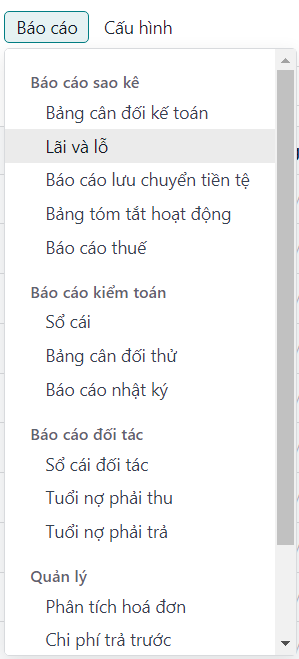 Báo cáo Cấu hình
Báo cáo sao kê
Bảng cân đối kế toán
Lãi và lỗ
Báo cáo lưu chuyển tiền tệ
Bảng tóm tắt hoạt động
Báo cáo thuế
Báo cáo kiểm toán
Sổ cái
Bảng cân đối thử
Báo cáo nhật ký
Báo cáo đối tác
Sổ cái đối tác
Tuổi nợ phải thu
Tuổi nợ phải trả
Quản lý
Phân tích hoá đơn
Chi phí trả trước